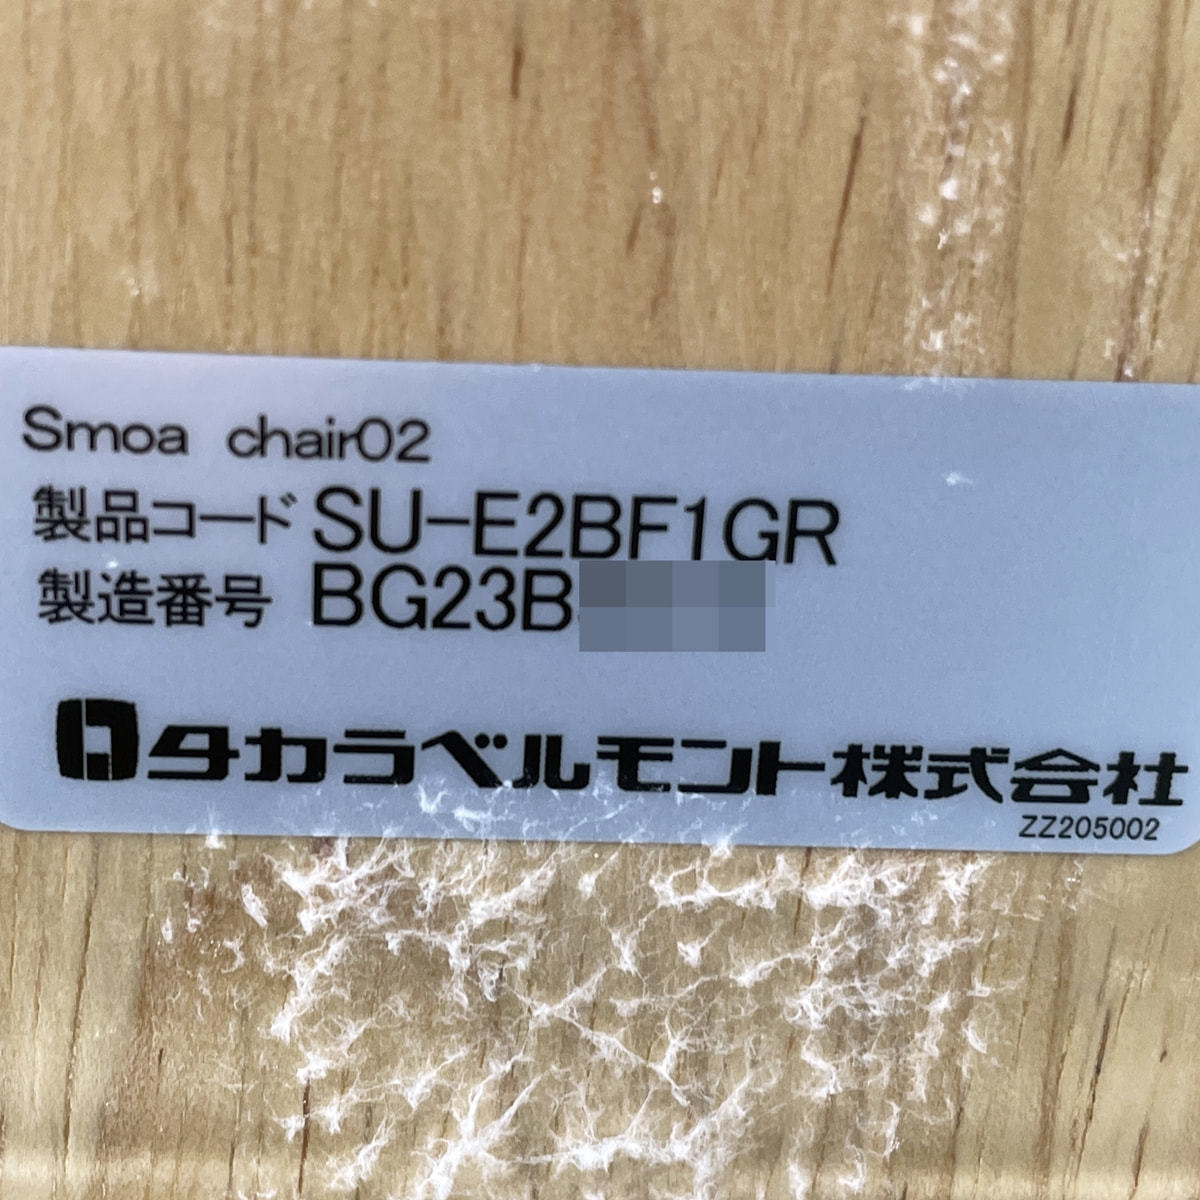 Smoa chair02
製品コード SU-E2BF1GR
製造番号 BG23B
タカラベルモント株式会社
ZZ205002